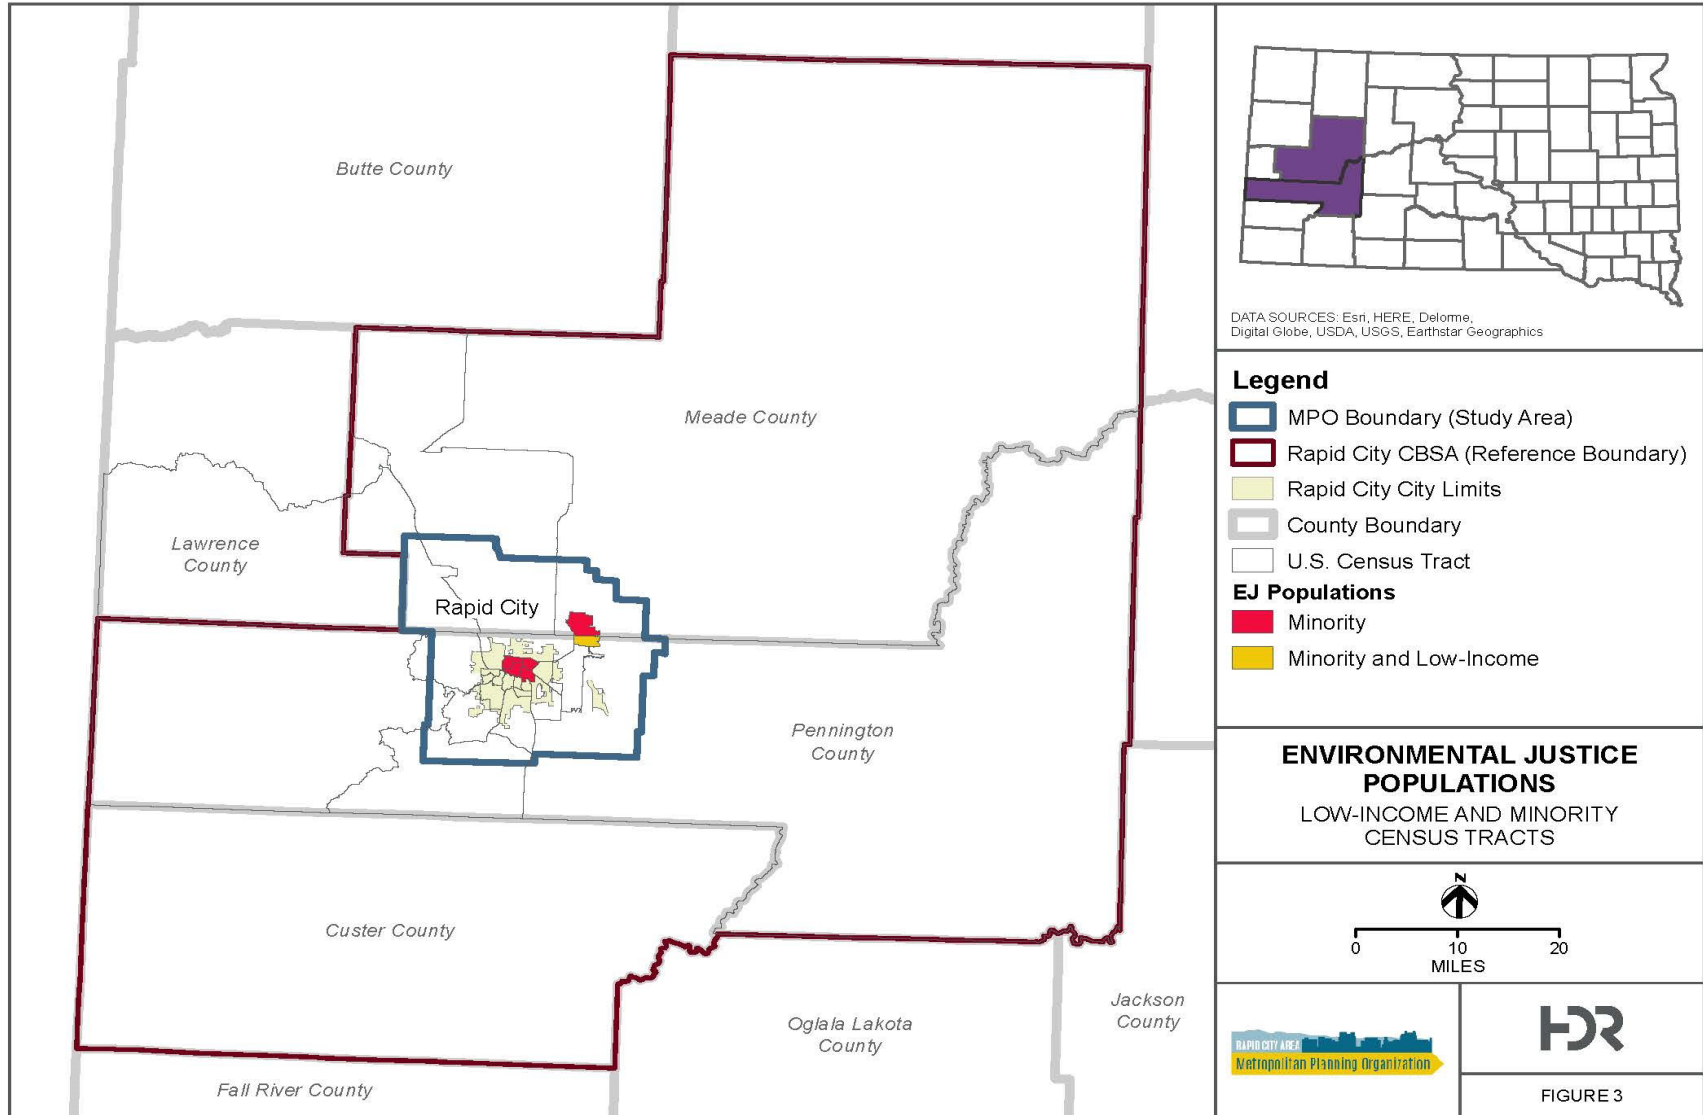 Butte County
Meade County
Lawrence
County
Rapid City
Pennington
County
Custer County
Oglala Lakota
County
Jackson
County
Fall River County
DATA SOURCES: Esri, HERE, Delorme,
Digital Globe, USDA, USGS, Earthstar Geographics
Legend
MPO Boundary (Study Area)
Rapid City CBSA (Reference Boundary)
Rapid City City Limits
County Boundary
U.S. Census Tract
EJ Populations
Minority
Minority and Low-Income
ENVIRONMENTAL JUSTICE
POPULATIONS
LOW-INCOME AND MINORITY
CENSUS TRACTS
N
0 10 20
MILES
RAPID CITY AREA
Metropolitan Planning Organization
HDR
FIGURE 3